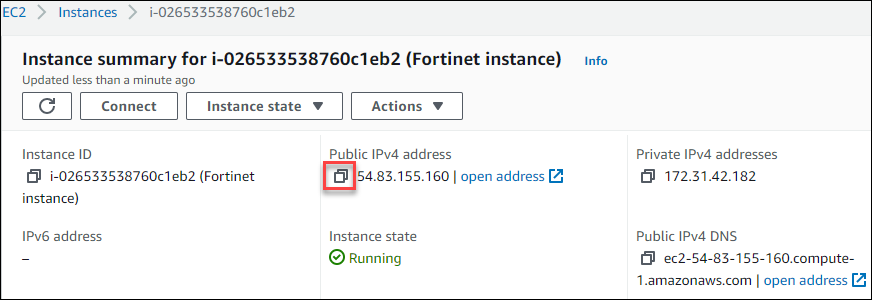 EC2 > Instances > i-026533538760c1eb2
Instance summary for i-026533538760c1eb2 (Fortinet instance) Info
Updated less than a minute ago
Connect Instance state Actions
Instance ID
i-026533538760c1eb2 (Fortinet
instance)
Public IPv4 address
54.83.155.160 | open address
Private IPv4 addresses
172.31.42.182
IPv6 address
–
Instance state
Running
Public IPv4 DNS
ec2-54-83-155-160.compute-
1.amazonaws.com | open address